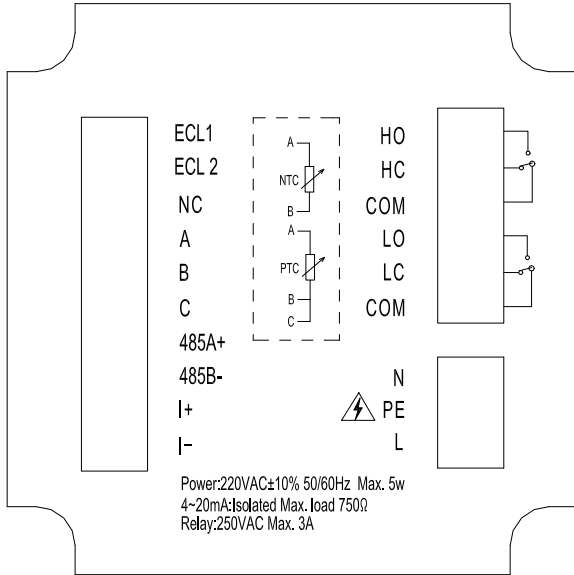 ECL1
ECL 2
NC
A
B
C
485A+
485B-
I+
I-
A
NTC
B
A
PTC
B
C
HO
HC
COM
LO
LC
COM
N
PE
L
Power:220VAC±10% 50/60Hz Max. 5w
4~20mA:Isolated Max. load 750Ω
Relay:250VAC Max. 3A